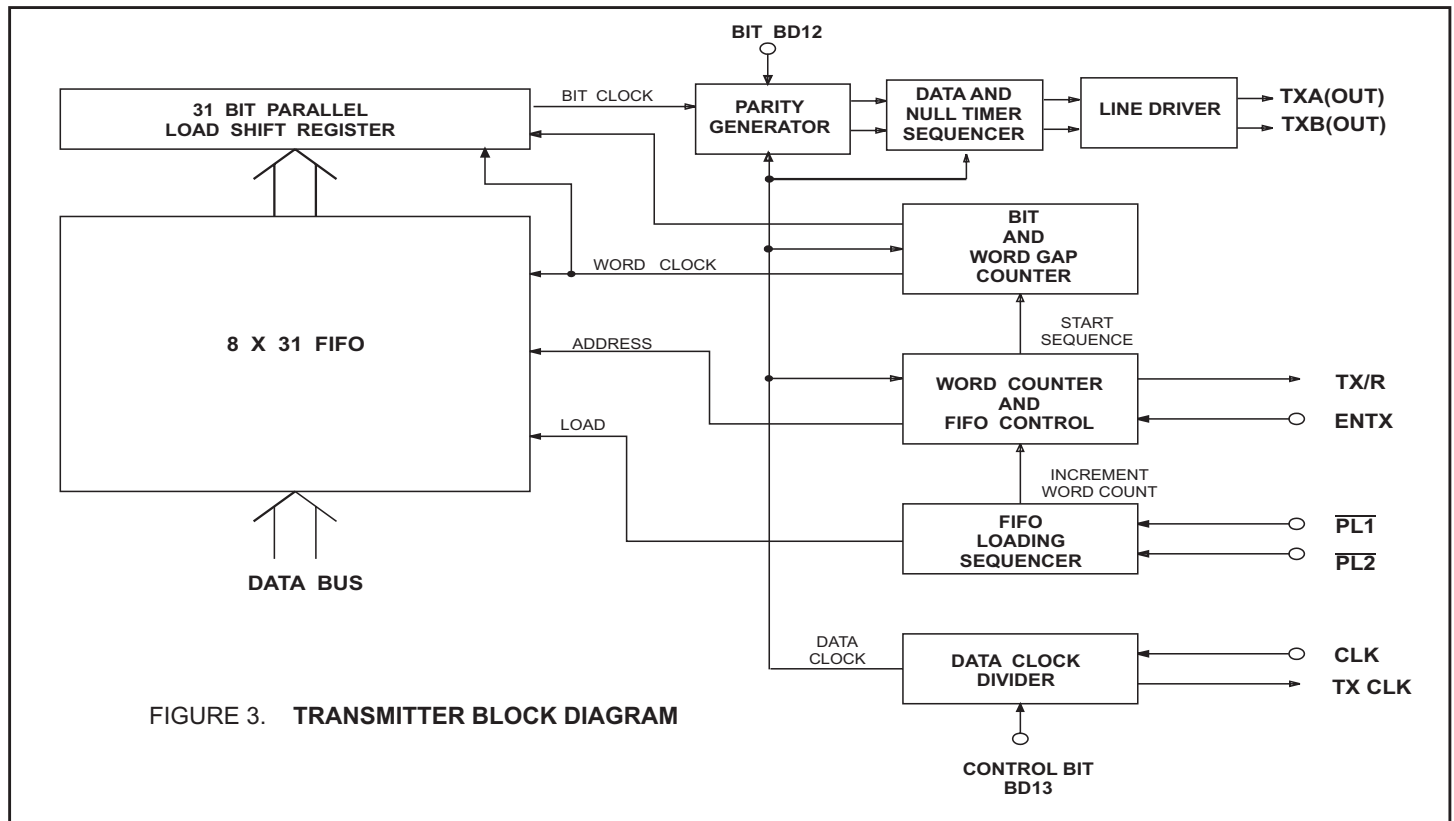 BIT BD12
31 BIT PARALLEL
LOAD SHIFT REGISTER
BIT CLOCK
PARITY
GENERATOR
DATA AND
NULL TIMER
SEQUENCER
LINE DRIVER
TXA(OUT)
TXB(OUT)
BIT
AND
WORD GAP
COUNTER
WORD CLOCK
8 X 31 FIFO
START
SEQUENCE
ADDRESS
WORD COUNTER
AND
FIFO CONTROL
TX/R
ENTX
LOAD
INCREMENT
WORD COUNT
FIFO
LOADING
SEQUENCER
PL1
PL2
DATA BUS
DATA
CLOCK
DATA CLOCK
DIVIDER
CLK
TX CLK
CONTROL BIT
BD13
FIGURE 3. TRANSMITTER BLOCK DIAGRAM